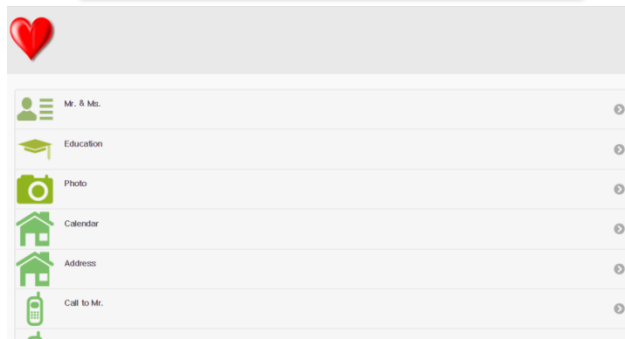 Mr. & Ms.
Education
Photo
Calendar
Address
Call to Mr.